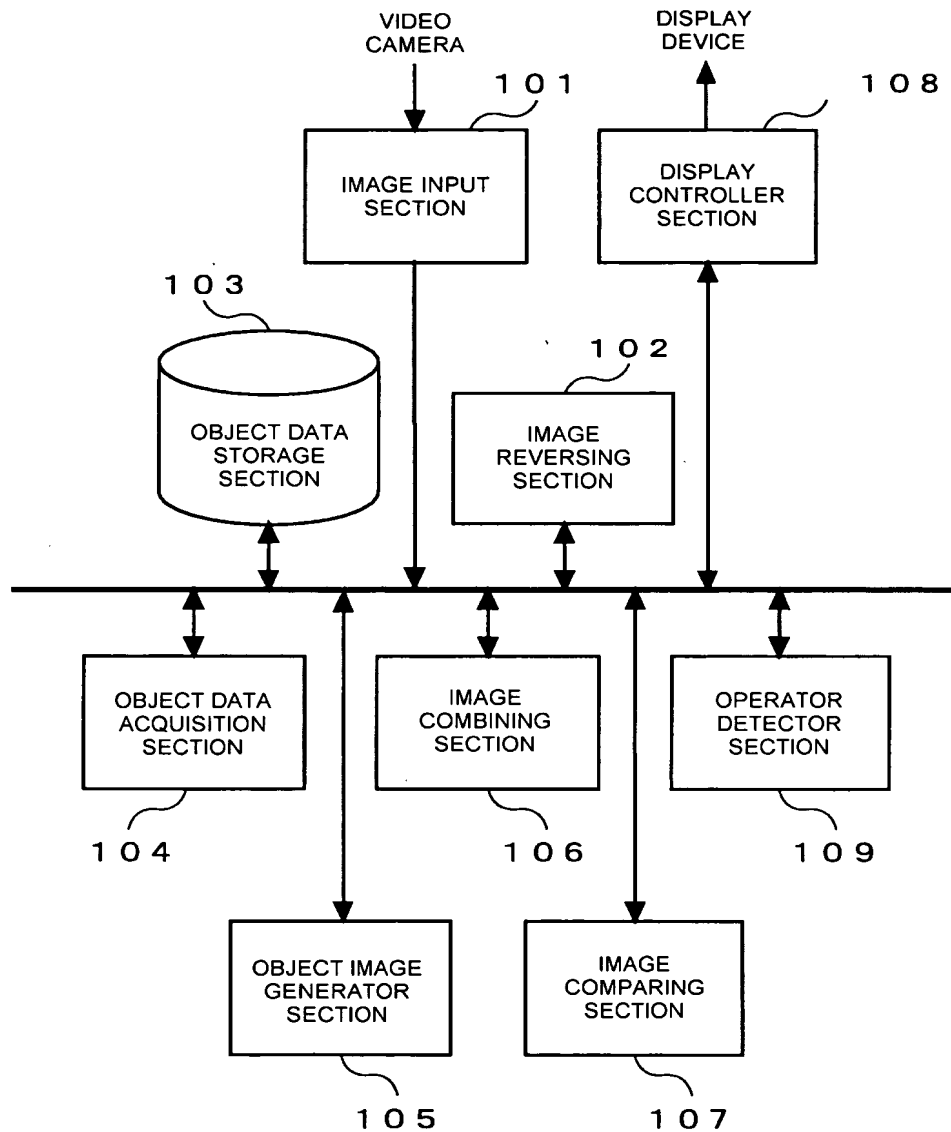 VIDEO
CAMERA
DISPLAY
DEVICE
101
108
IMAGE INPUT
SECTION
DISPLAY
CONTROLLER
SECTION
103
102
OBJECT DATA
STORAGE
SECTION
IMAGE
REVERSING
SECTION
OBJECT DATA
ACQUISITION
SECTION
IMAGE
COMBINING
SECTION
OPERATOR
DETECTOR
SECTION
104
106
109
OBJECT IMAGE
GENERATOR
SECTION
IMAGE
COMPARING
SECTION
105
107